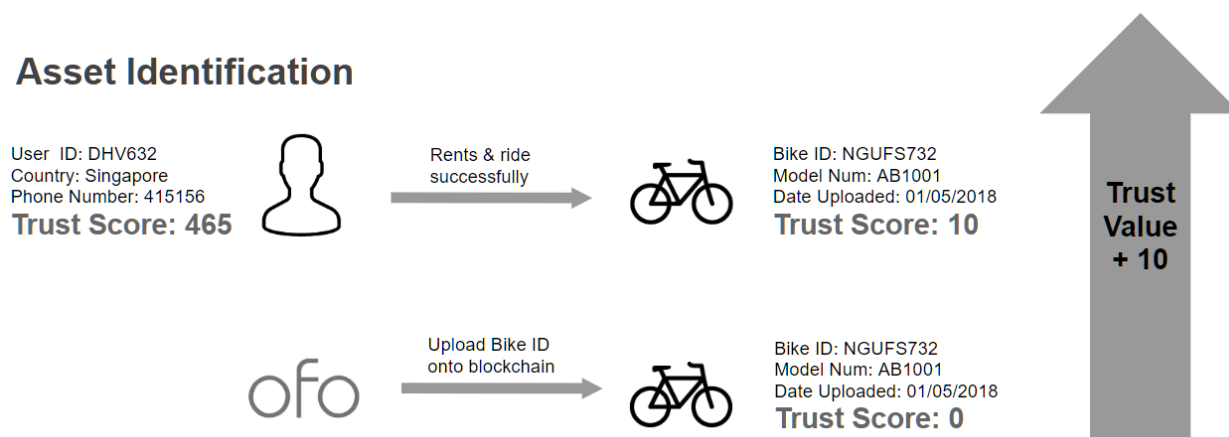 Asset Identification
User ID: DHV632
Country: Singapore
Phone Number: 415156
Trust Score: 465
Rents & ride
successfully
Bike ID: NGUFS732
Model Num: AB1001
Date Uploaded: 01/05/2018
Trust Score: 10
Trust
Value
+ 10
ofo
Upload Bike ID
onto blockchain
Bike ID: NGUFS732
Model Num: AB1001
Date Uploaded: 01/05/2018
Trust Score: 0